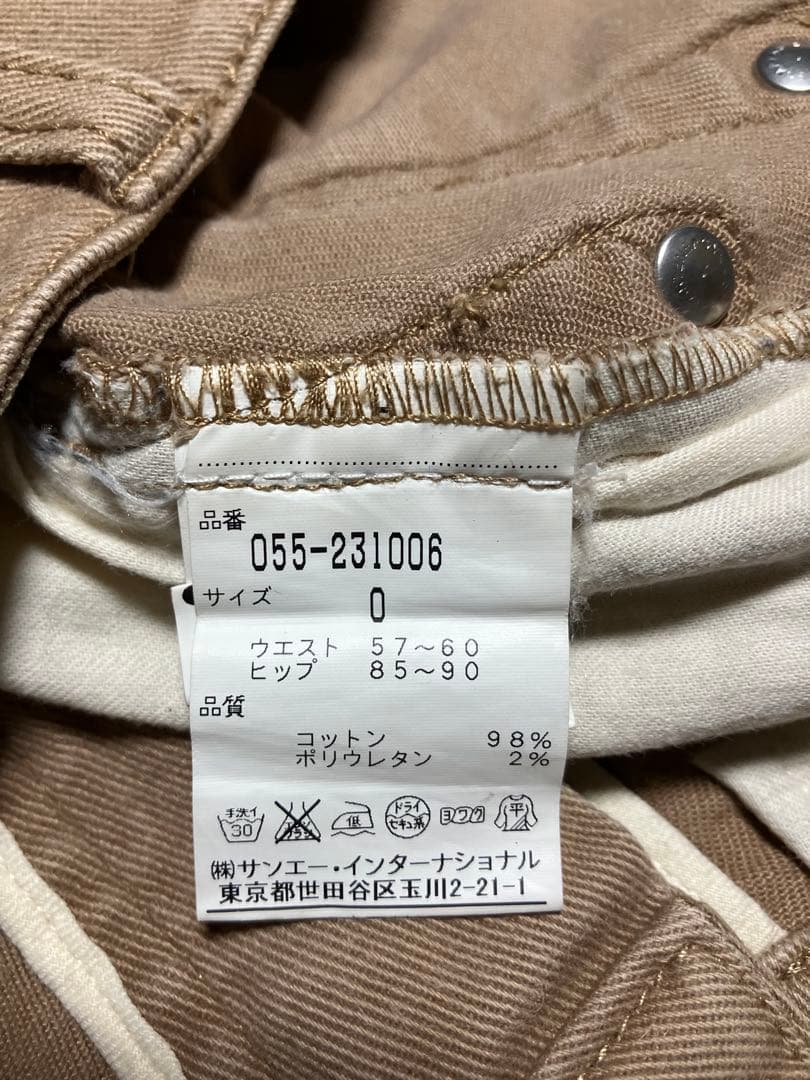 品番
055-231006
サイズ 0
ウエスト 57〜60
ヒップ 85〜90
品質
コットン 98%
ポリウレタン 2%
手洗イ 30 低 ドライ セキユ系 ヨワク 平
(株)サンエー・インターナショナル
東京都世田谷区玉川2-21-1